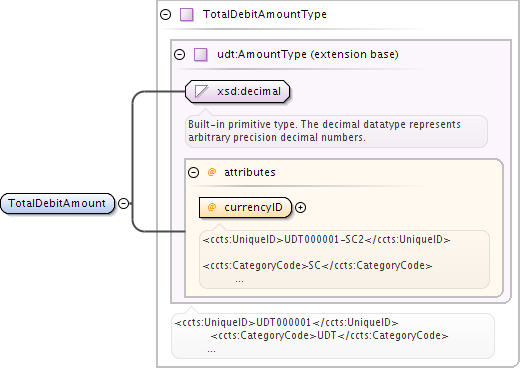 TotalDebitAmountType
udt:AmountType (extension base)
xsd:decimal
Built-in primitive type. The decimal datatype represents
arbitrary precision decimal numbers.
@ attributes
TotalDebitAmount
@ currencyID
<ccts:UniqueID>UDT000001-SC2</ccts:UniqueID>
<ccts:CategoryCode>SC</ccts:CategoryCode>
...
<ccts:UniqueID>UDT000001</ccts:UniqueID>
<ccts:CategoryCode>UDT</ccts:CategoryCode>
...